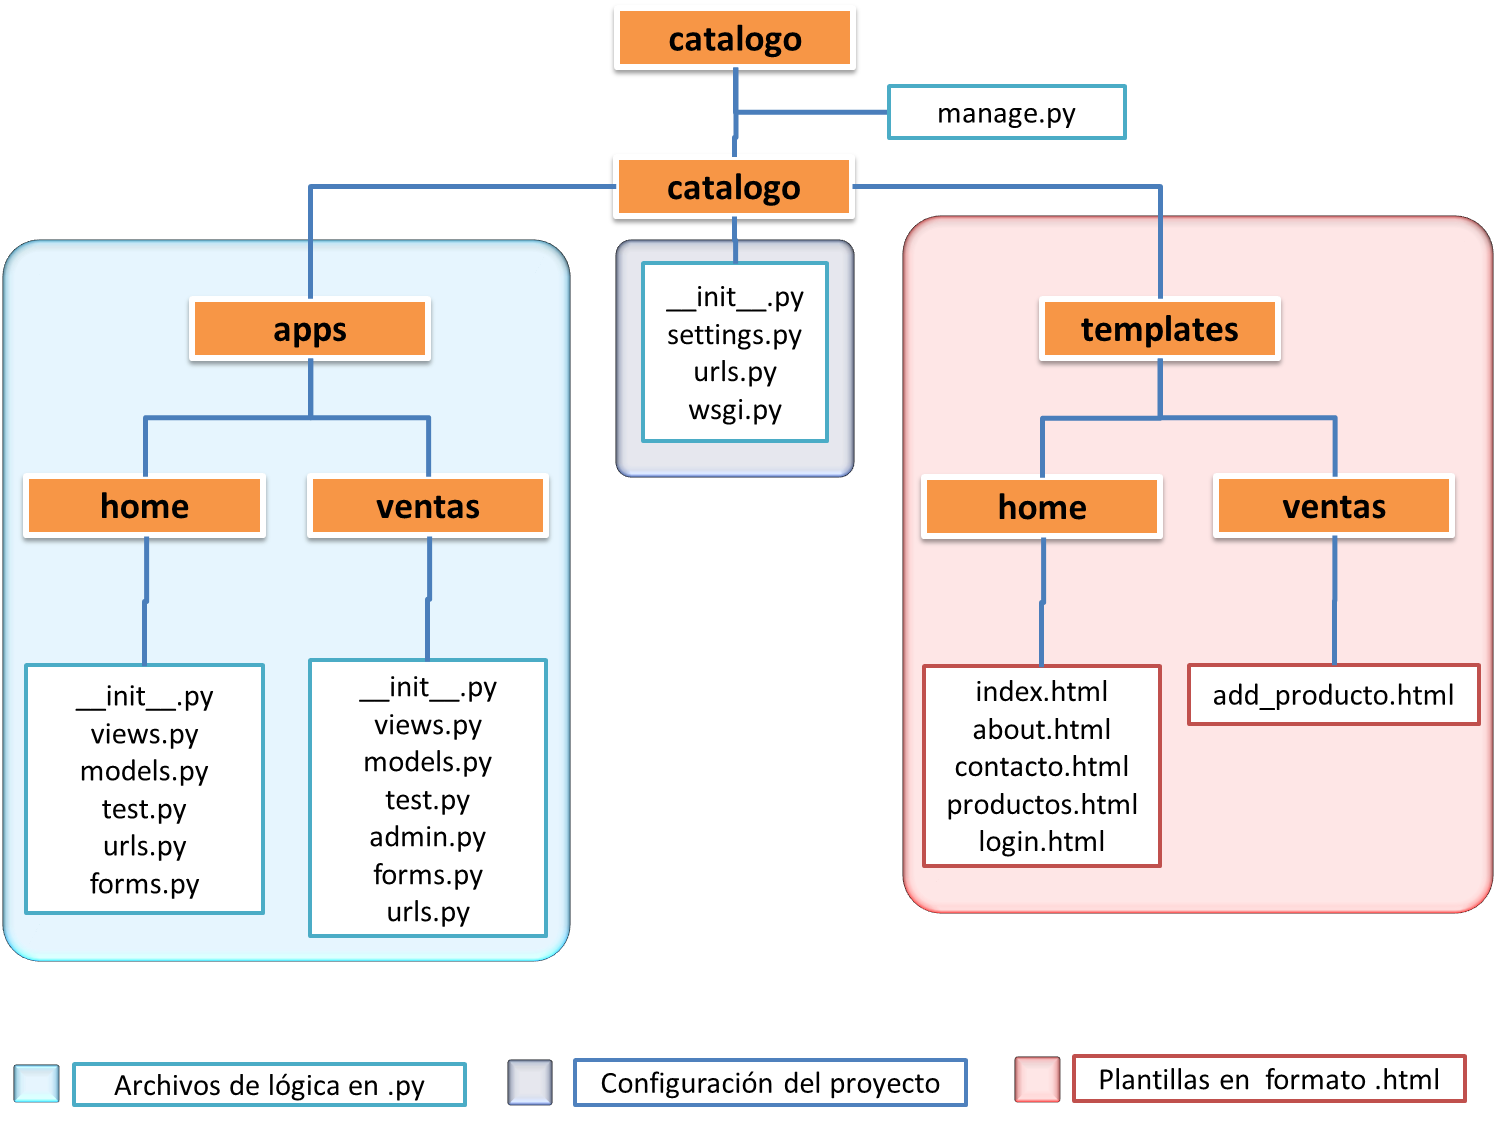 catalogo
manage.py
catalogo
__init__.py
settings.py
urls.py
wsgi.py
apps
home
ventas
__init__.py
views.py
models.py
test.py
urls.py
forms.py
__init__.py
views.py
models.py
test.py
admin.py
forms.py
urls.py
templates
home
ventas
index.html
about.html
contacto.html
productos.html
login.html
add_producto.html
Archivos de lógica en .py
Configuración del proyecto
Plantillas en formato .html